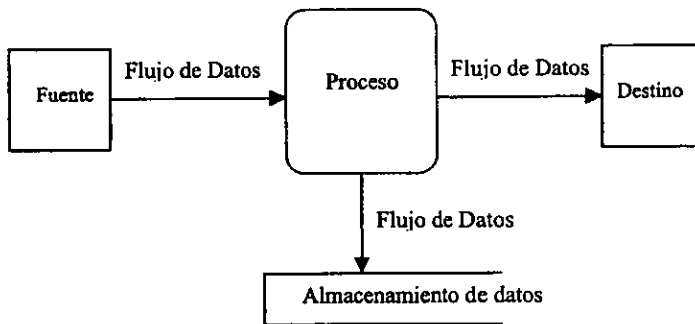 Flujo de Datos
Proceso
Flujo de Datos
Fuente
Destino
Flujo de Datos
Almacenamiento de datos